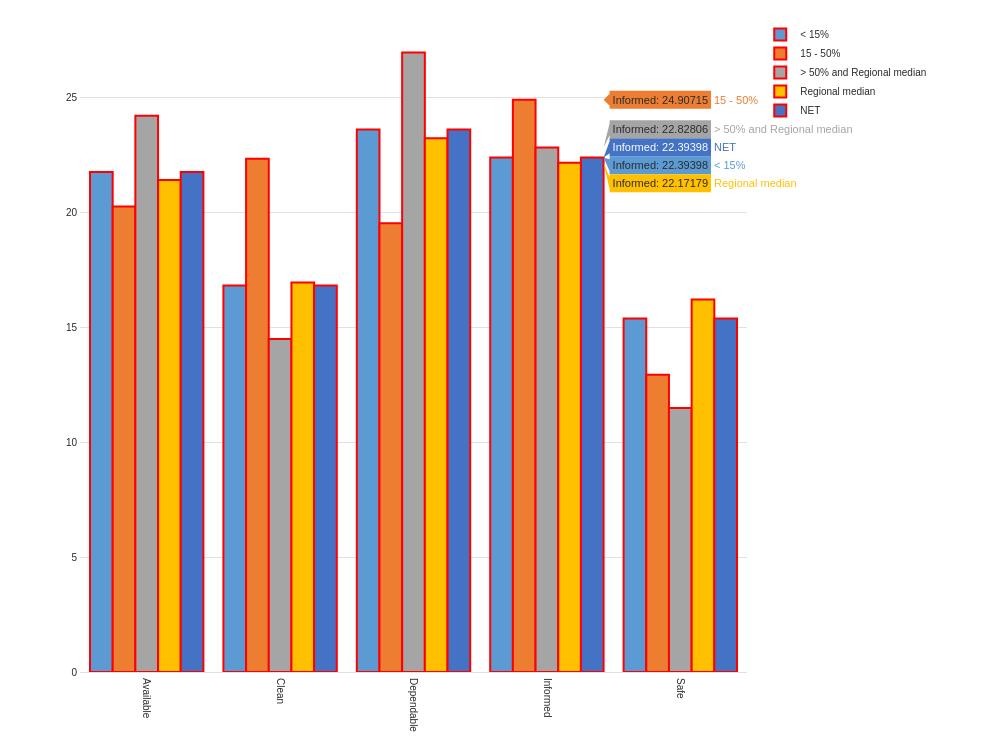 < 15%
15 - 50%
> 50% and Regional median
Regional median
NET
25
20
15
10
5
0
Informed: 24.90715 15 - 50%
Informed: 22.82806 > 50% and Regional median
Informed: 22.39398 NET
Informed: 22.39398 < 15%
Informed: 22.17179 Regional median
Available
Clean
Dependable
Informed
Safe